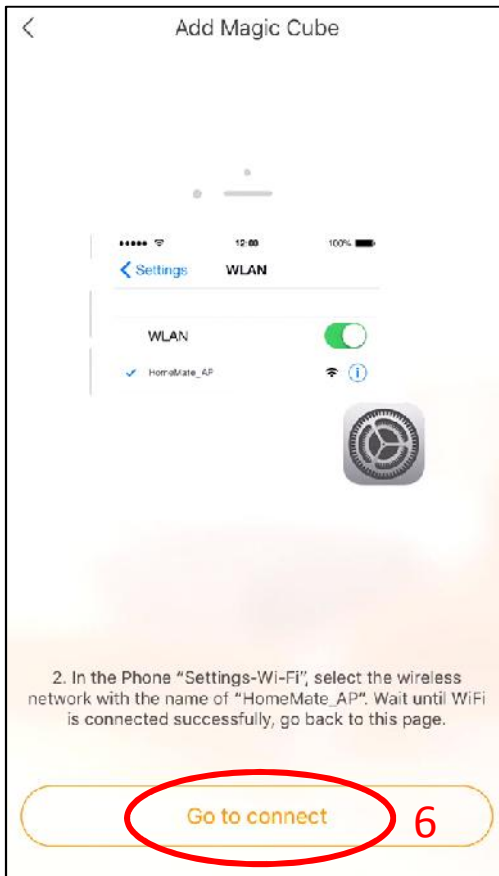 Add Magic Cube
12:00 100%
Settings WLAN
WLAN
HomeMate_AP
2. In the Phone “Settings-Wi-Fi”, select the wireless
network with the name of “HomeMate_AP”. Wait until WiFi
is connected successfully, go back to this page.
Go to connect 6